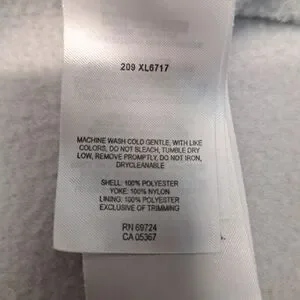 209 XL6717
MACHINE WASH COLD GENTLE, WITH LIKE
COLORS, DO NOT BLEACH, TUMBLE DRY
LOW, REMOVE PROMPTLY, DO NOT IRON,
DRYCLEANABLE
SHELL: 100% POLYESTER
YOKE: 100% NYLON
LINING: 100% POLYESTER
EXCLUSIVE OF TRIMMING
RN 69724
CA 05367